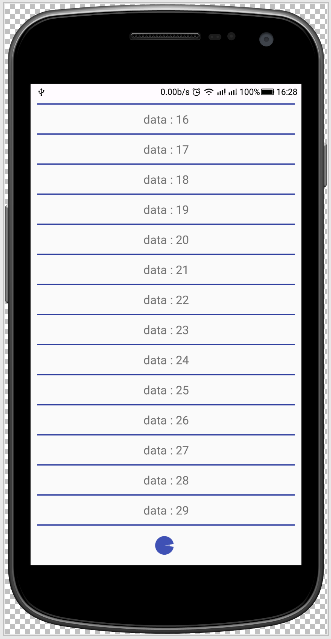 0.00b/s 100% 16:28
data : 16
data : 17
data : 18
data : 19
data : 20
data : 21
data : 22
data : 23
data : 24
data : 25
data : 26
data : 27
data : 28
data : 29